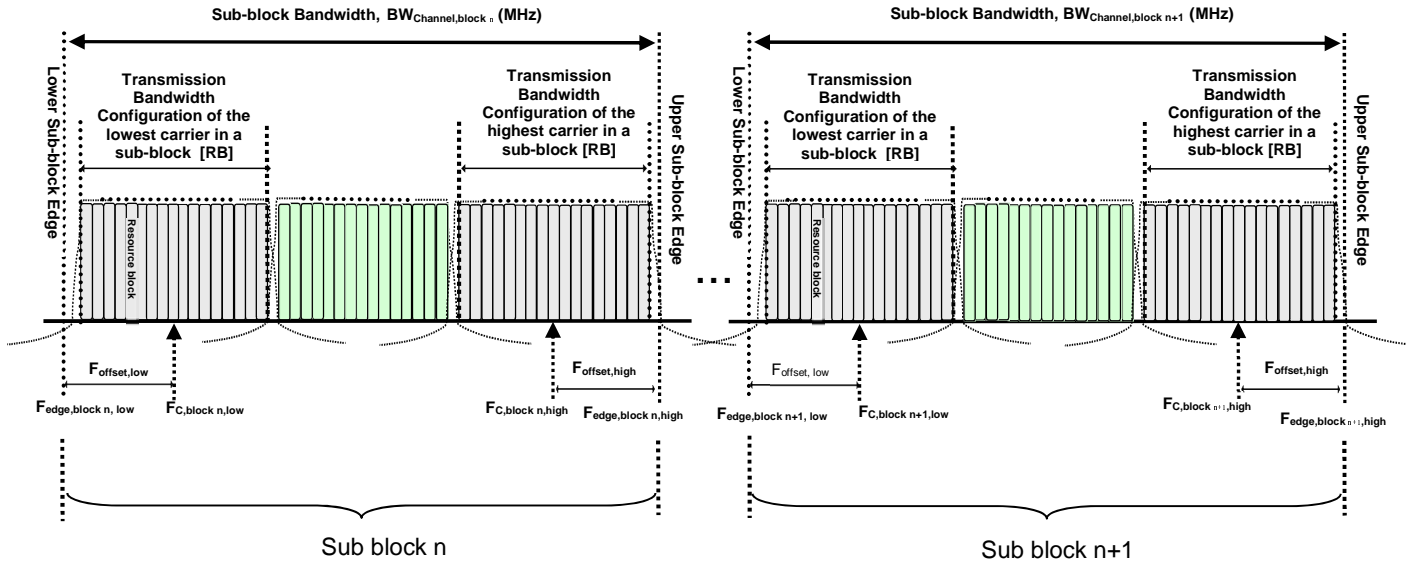 Sub-block Bandwidth, BWChannel,block n (MHz)
Lower Sub-block Edge
Transmission
Bandwidth
Configuration of the
lowest carrier in a
sub-block [RB]
Transmission
Bandwidth
Configuration of the
highest carrier in a
sub-block [RB]
Upper Sub-block Edge
Resource block
Foffset,low
Foffset,high
Fedge,block n, low
FC,block n,low
FC,block n,high
Fedge,block n,high
Sub block n
...
Sub-block Bandwidth, BWChannel,block n+1 (MHz)
Lower Sub-block Edge
Transmission
Bandwidth
Configuration of the
lowest carrier in a
sub-block [RB]
Transmission
Bandwidth
Configuration of the
highest carrier in a
sub-block [RB]
Upper Sub-block Edge
Resource block
Foffset, low
Foffset,high
Fedge,block n+1, low
FC,block n+1,low
FC,block n+1,high
Fedge,block n+1,high
Sub block n+1